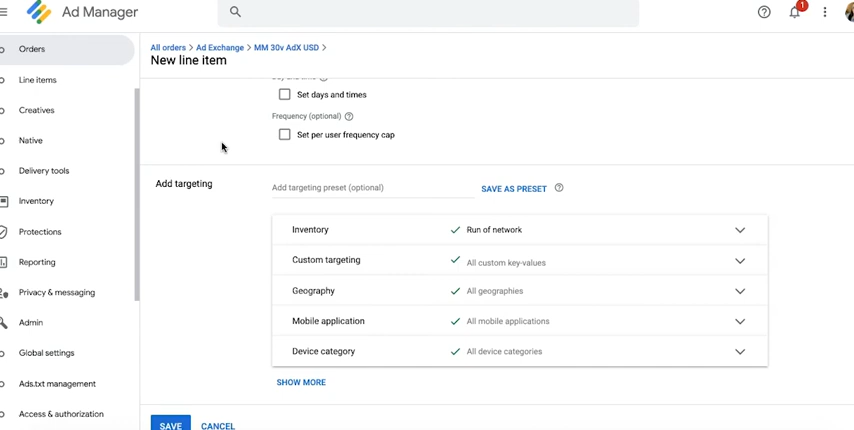 Ad Manager
1
All orders > Ad Exchange > MM 30v AdX USD >
New line item
Orders
Line items
Creatives
Native
Delivery tools
Inventory
Protections
Reporting
Privacy & messaging
Admin
Global settings
Ads.txt management
Access & authorization
Set days and times
Frequency (optional)
Set per user frequency cap
Add targeting
Add targeting preset (optional)
SAVE AS PRESET
Inventory Run of network
Custom targeting All custom key-values
Geography All geographies
Mobile application All mobile applications
Device category All device categories
SHOW MORE
SAVE CANCEL